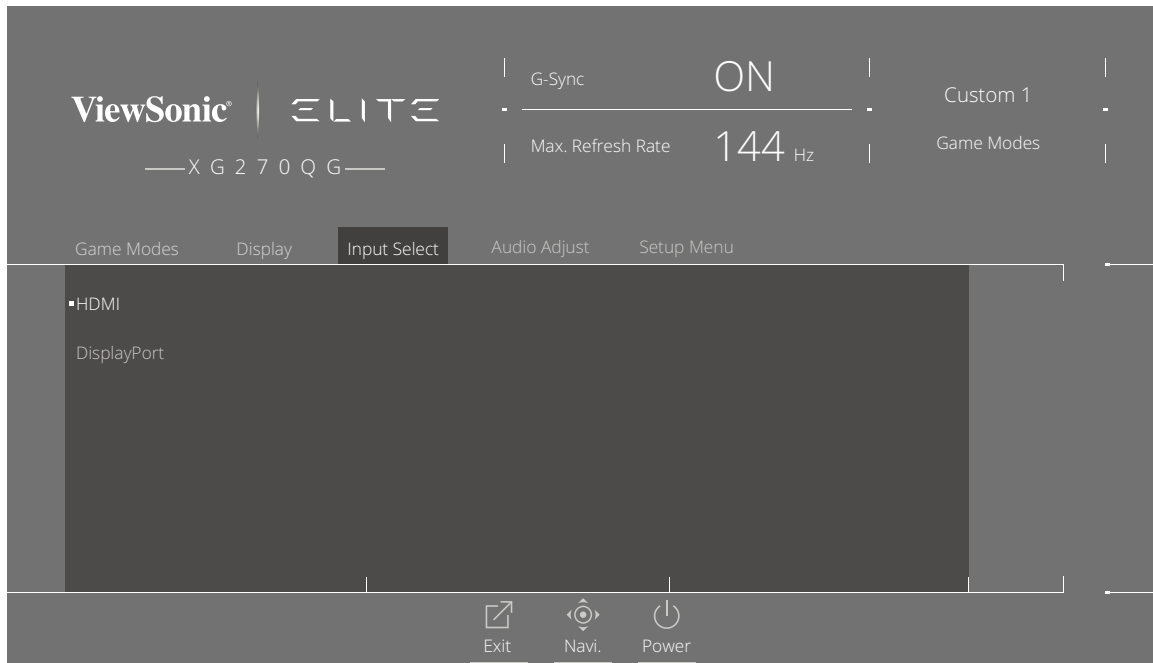 ViewSonic® ELITE
XG270QG
G-Sync ON
Max. Refresh Rate 144 Hz
Custom 1
Game Modes
Game Modes Display Input Select Audio Adjust Setup Menu
HDMI
DisplayPort
Exit Navi. Power